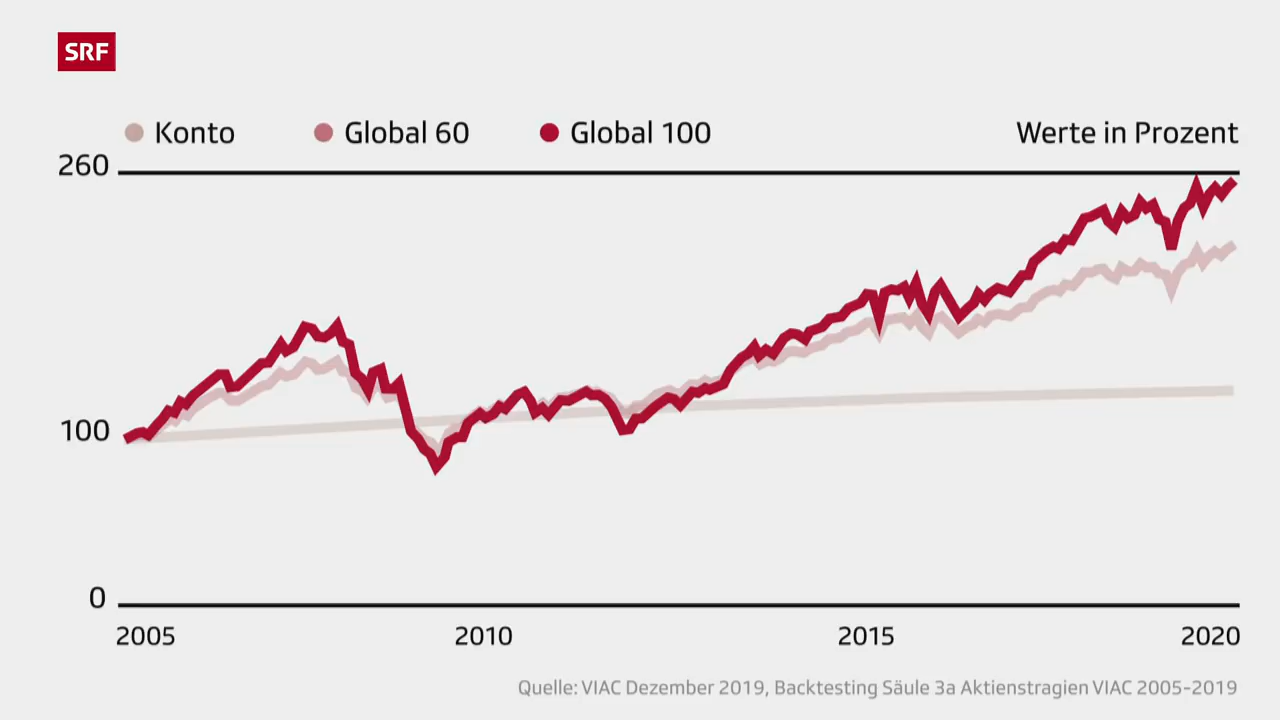 SRF
Konto Global 60 Global 100 Werte in Prozent
260
100
0
2005 2010 2015 2020
Quelle: VIAC Dezember 2019, Backtesting Säule 3a Aktienstragien VIAC 2005-2019